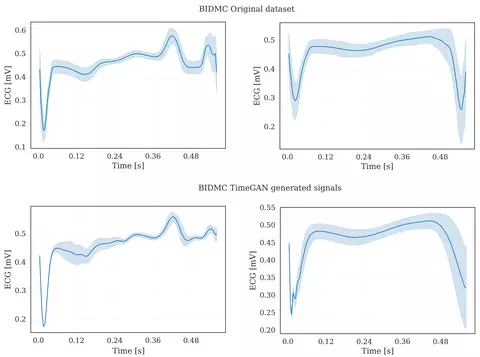 BIDMC Original dataset
0.6
0.5
0.4
0.3
0.2
0.1
ECG [mV]
0.0 0.12 0.24 0.36 0.48
Time [s]
0.5
0.4
0.3
0.2
ECG [mV]
0.0 0.12 0.24 0.36 0.48
Time [s]
BIDMC TimeGAN generated signals
0.5
0.4
0.3
0.2
ECG [mV]
0.0 0.12 0.24 0.36 0.48
Time [s]
0.55
0.50
0.45
0.40
0.35
0.30
0.25
0.20
ECG [mV]
0.0 0.12 0.24 0.36 0.48
Time [s]